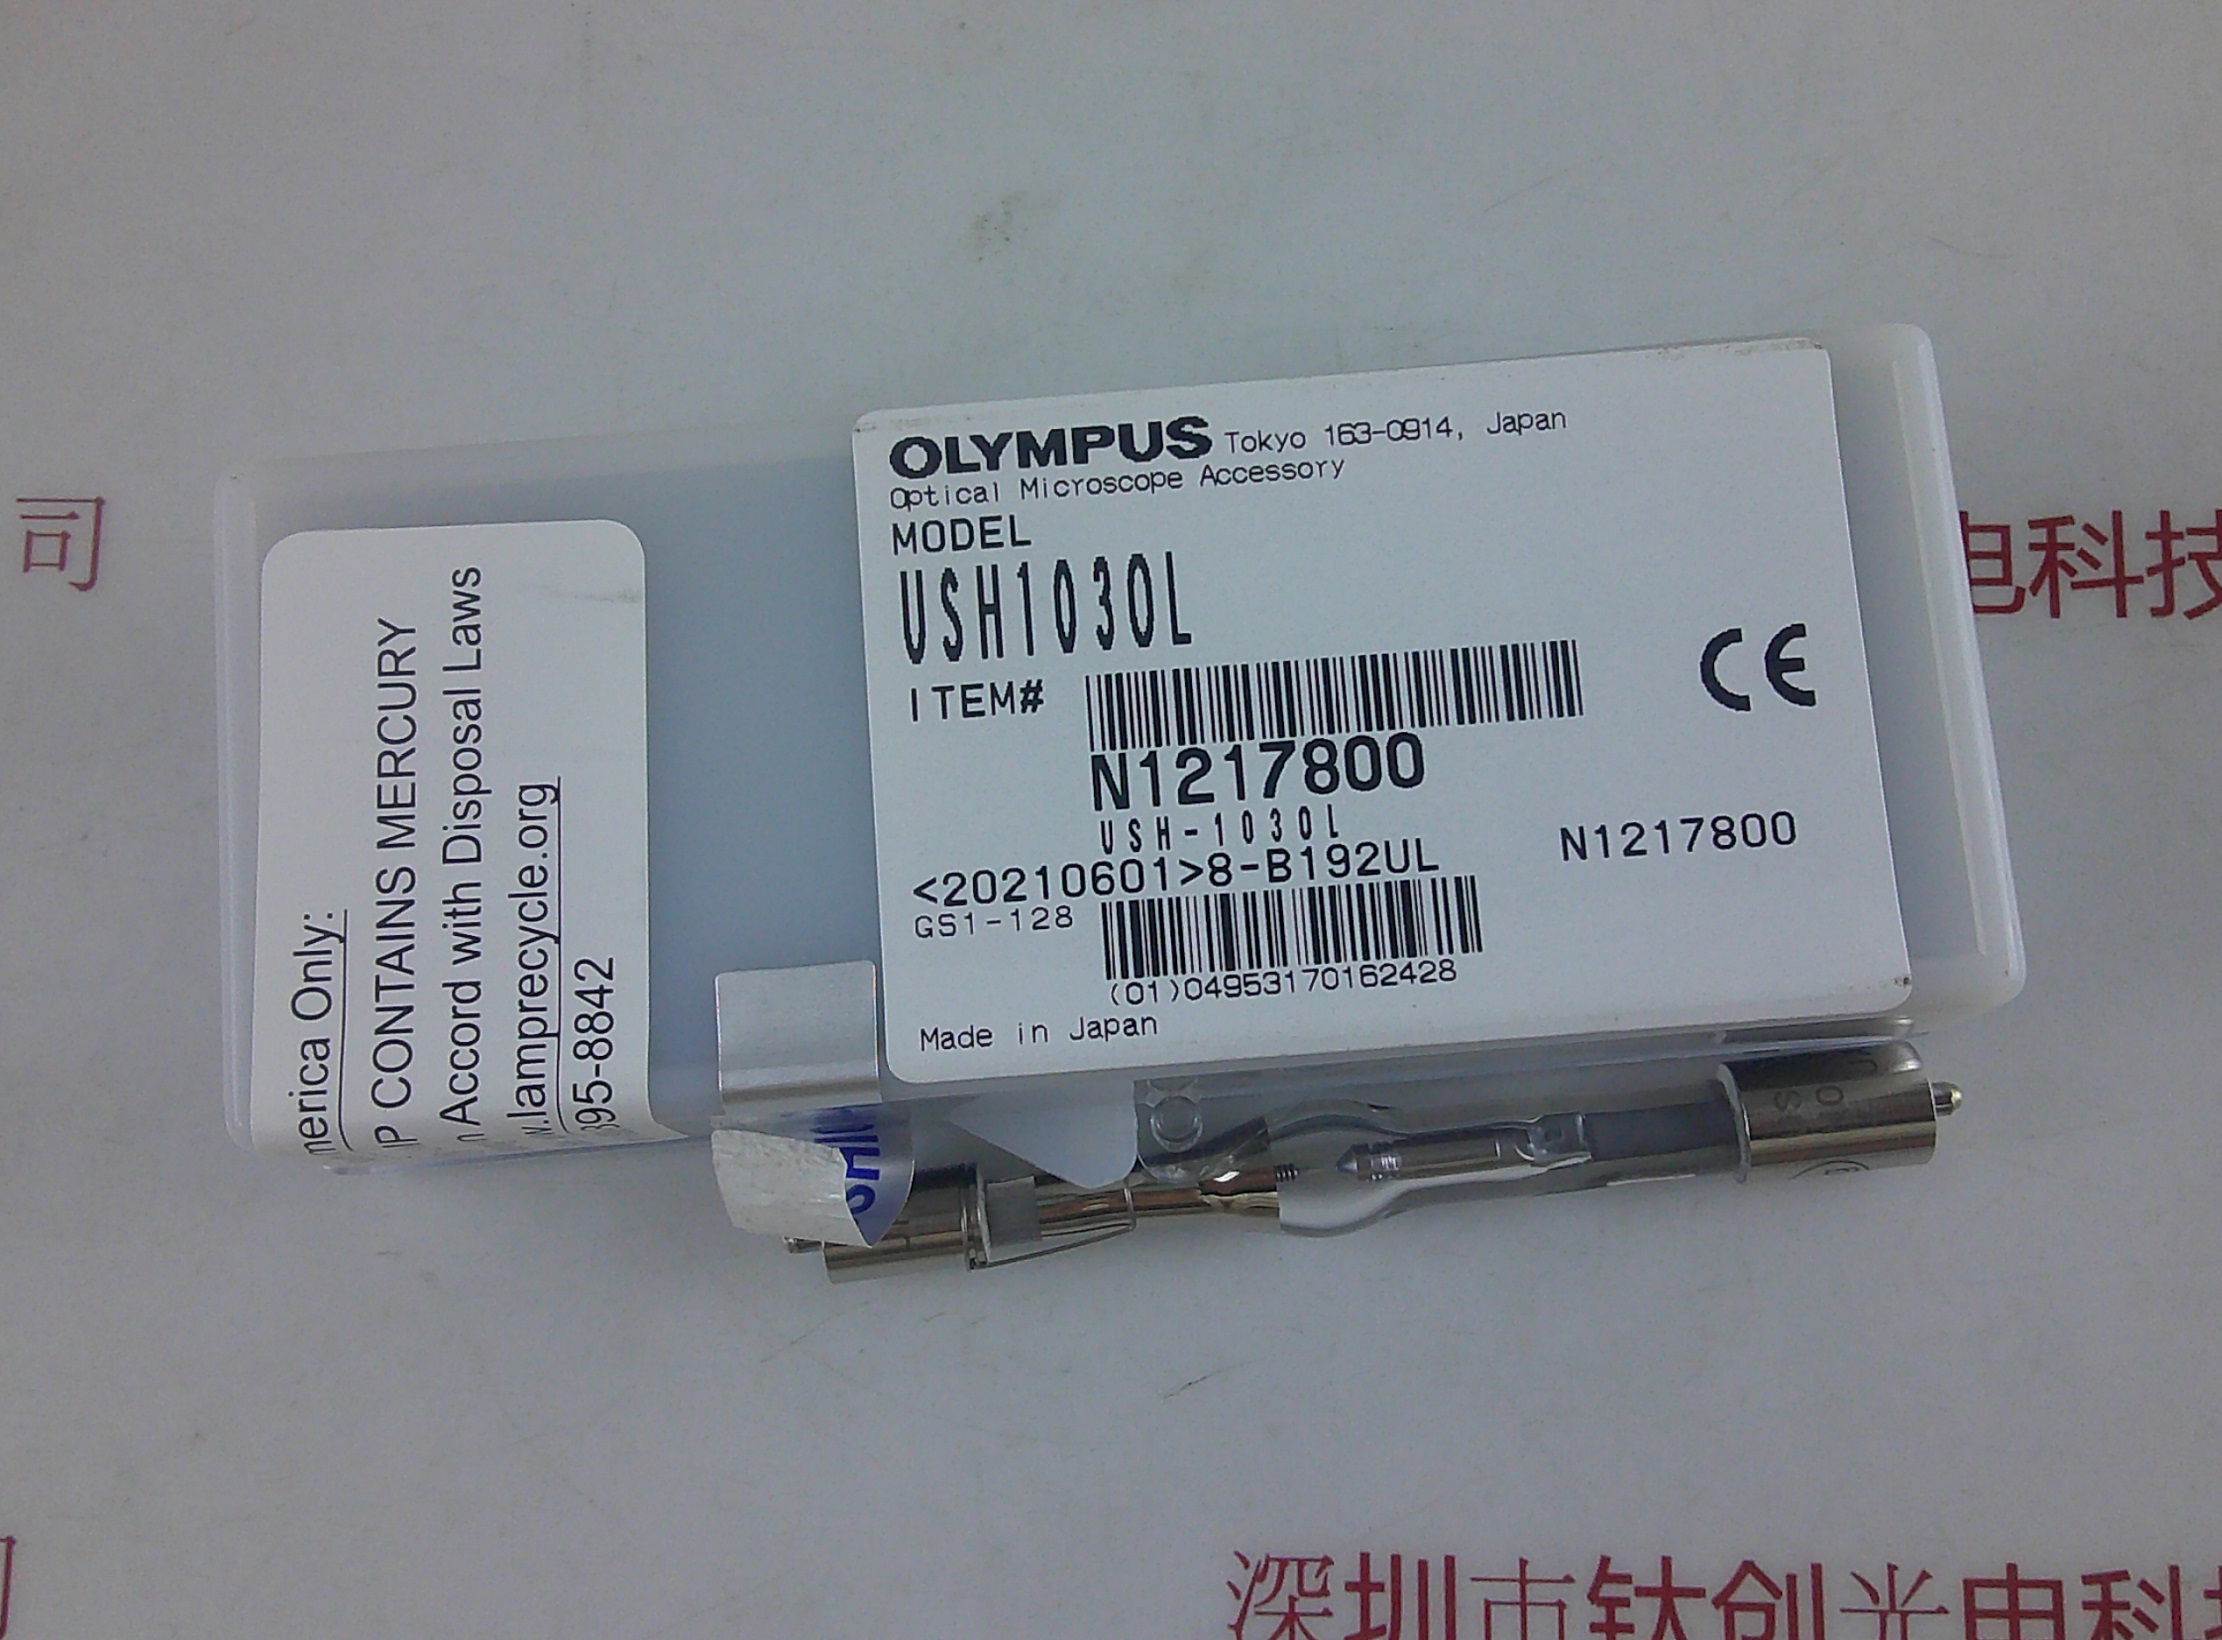 OLYMPUS Tokyo 163-0914, Japan
Optical Microscope Accessory
MODEL
USH1030L
ITEM#
N1217800
USH-1030L
<20210601>8-B192UL N1217800
GS1-128
(01)04953170162428
Made in Japan
CE
merica Only:
P CONTAINS MERCURY
Accord with Disposal Laws
w.lamprecycle.org
395-8842
司
电科技
深圳市钛创光电科技